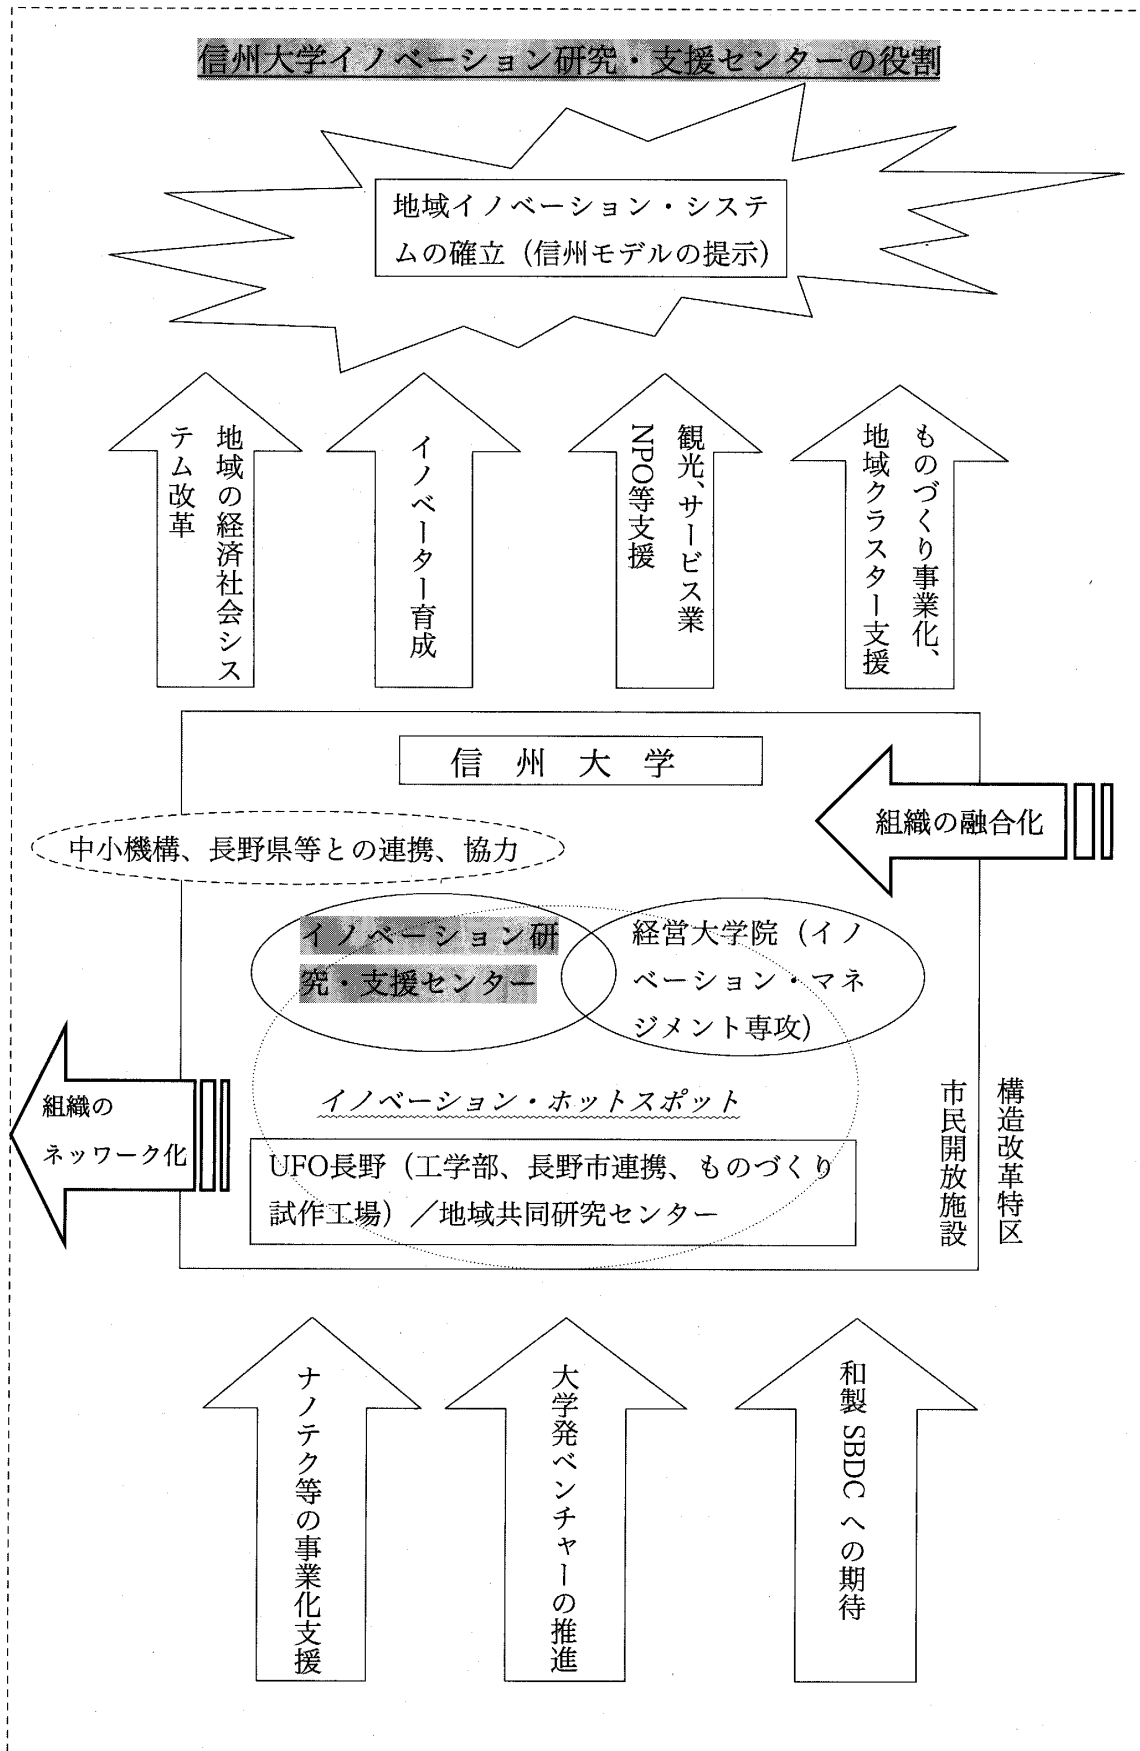 信州大学イノベーション研究・支援センターの役割
地域イノベーション・システ
ムの確立（信州モデルの提示）
地域の経済社会シス
テム改革
イノベーター育成
観光、サービス業
NPO等支援
ものづくり事業化、
地域クラスター支援
信州大学
組織の融合化
中小機構、長野県等との連携、協力
イノベーション研
究・支援センター
経営大学院（イノ
ベーション・マネ
ジメント専攻）
組織の
ネッワーク化
イノベーション・ホットスポット
UFO長野（工学部、長野市連携、ものづくり
試作工場）／地域共同研究センター
構造改革特区
市民開放施設
ナノテク等の事業化支援
大学発ベンチャーの推進
和製 SBDC への期待